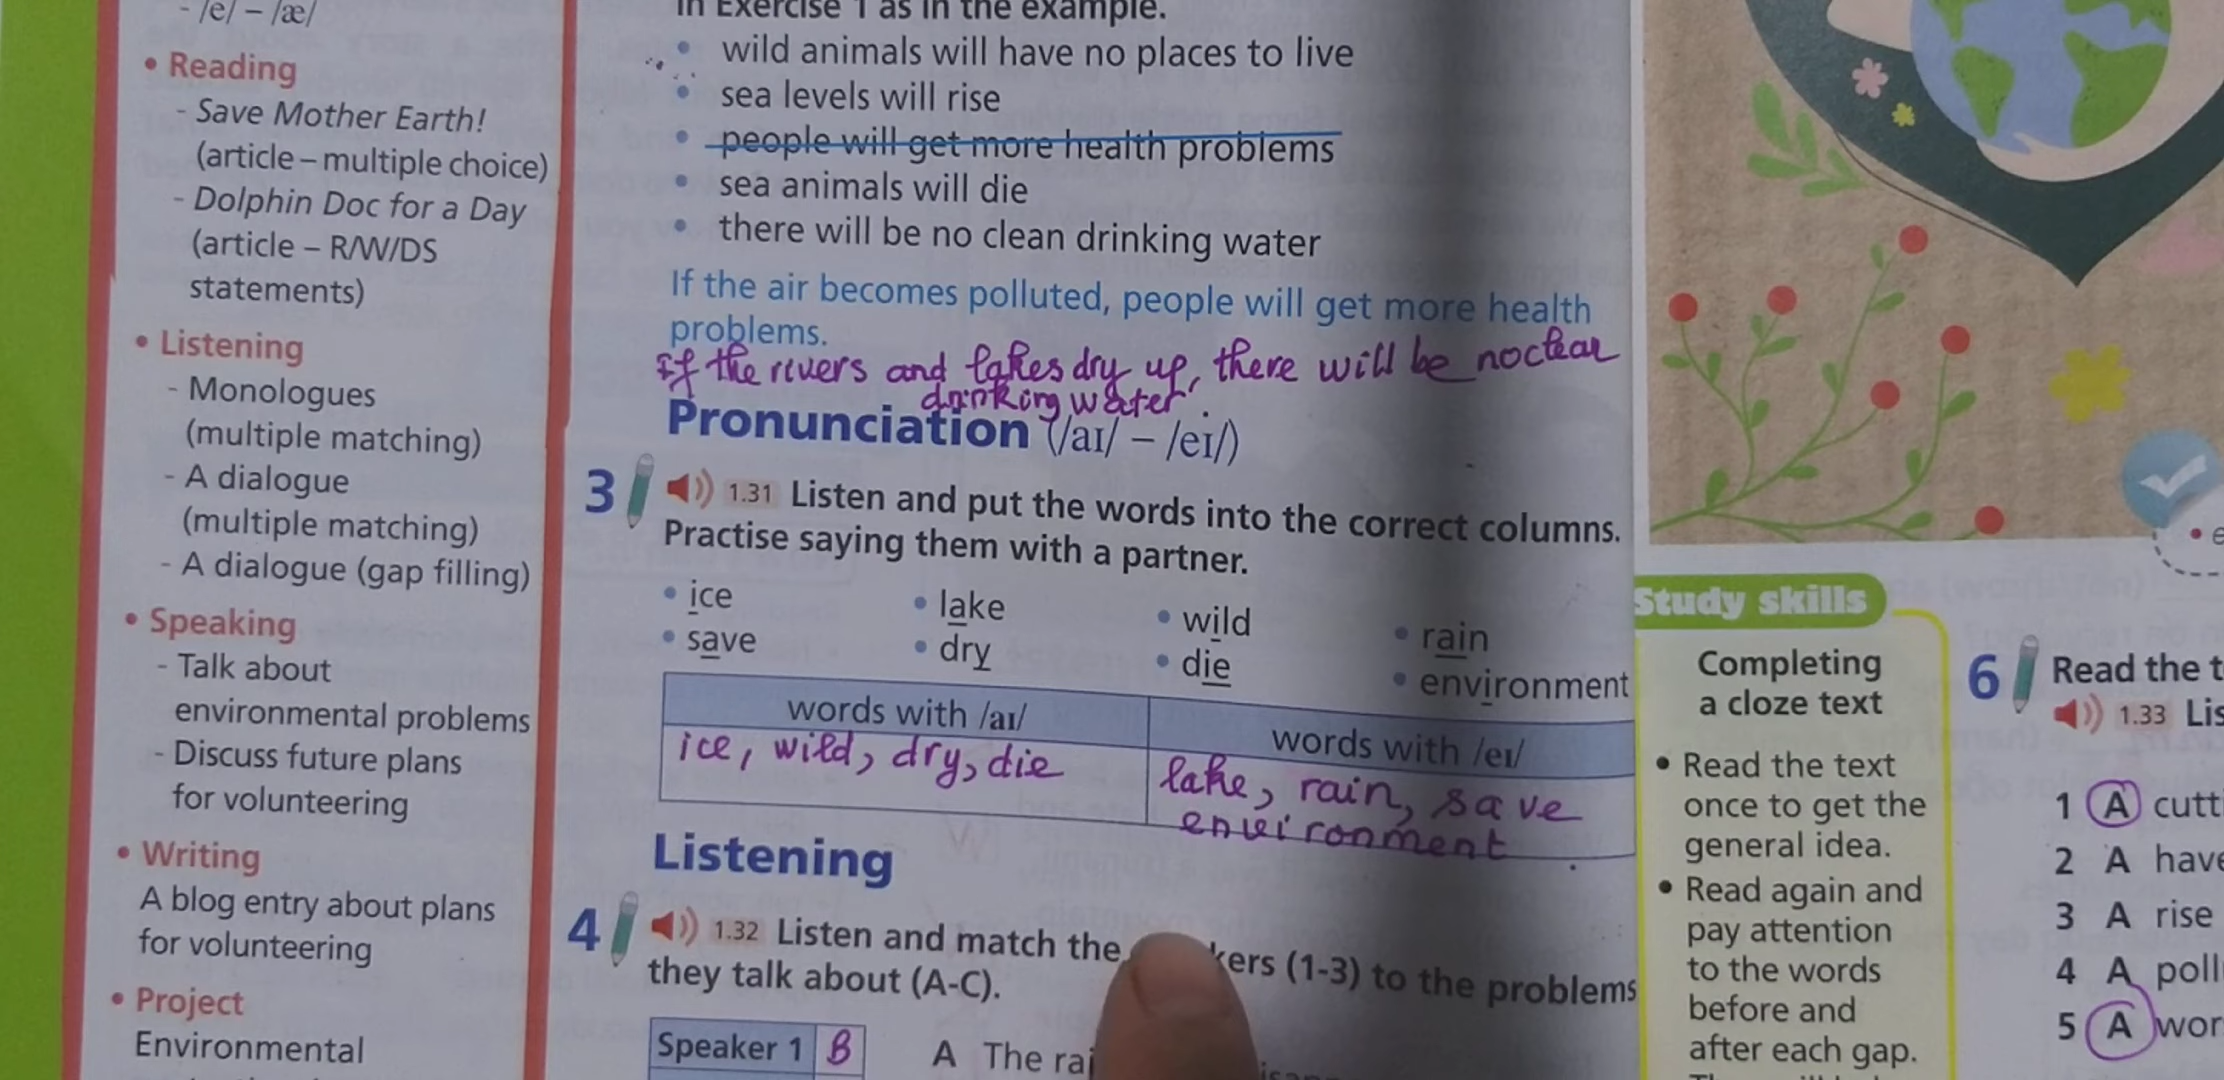 - /e/ – /æ/
• Reading
- Save Mother Earth!
(article – multiple choice)
- Dolphin Doc for a Day
(article – R/W/DS
statements)
• Listening
- Monologues
(multiple matching)
- A dialogue
(multiple matching)
- A dialogue (gap filling)
• Speaking
- Talk about
environmental problems
- Discuss future plans
for volunteering
• Writing
A blog entry about plans
for volunteering
• Project
Environmental
in Exercise 1 as in the example.
• wild animals will have no places to live
• sea levels will rise
• people will get more health problems
• sea animals will die
• there will be no clean drinking water
If the air becomes polluted, people will get more health
problems.
If the rivers and lakes dry up, there will be no
drinking water.
Pronunciation (/aɪ/ – /eɪ/)
3 1.31 Listen and put the words into the correct columns.
Practise saying them with a partner.
• ice • lake • wild • rain
• save • dry • die • environment
words with /aɪ/ words with /eɪ/
ice, wild, dry, die lake, rain, save
environment
Listening
4 1.32 Listen and match the kers (1-3) to the problems
they talk about (A-C).
Speaker 1 B A The rai
Study skills
Completing
a cloze text
• Read the text
once to get the
general idea.
• Read again and
pay attention
to the words
before and
after each gap.
• e
6 Read the t
1.33 Lis
1 A cutt
2 A have
3 A rise
4 A poll
5 A wor